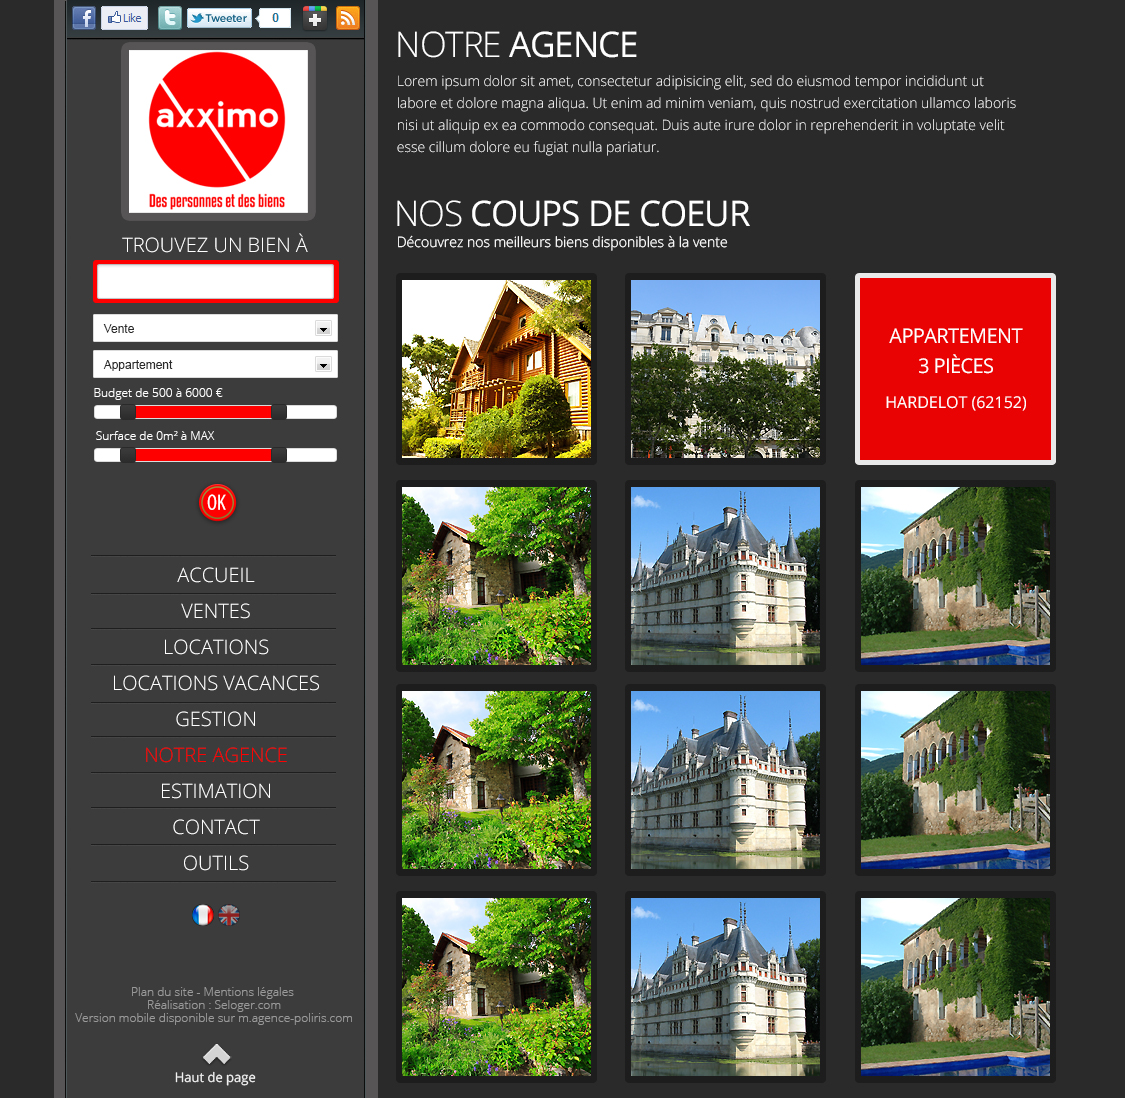 Like
Tweeter
0
axximo
Des personnes et des biens
TROUVEZ UN BIEN À
Vente
Appartement
Budget de 500 à 6000 €
Surface de 0m² à MAX
OK
ACCUEIL
VENTES
LOCATIONS
LOCATIONS VACANCES
GESTION
NOTRE AGENCE
ESTIMATION
CONTACT
OUTILS
Plan du site - Mentions légales
Réalisation : Seloger.com
Version mobile disponible sur m.agence-poliris.com
Haut de page
NOTRE AGENCE
Lorem ipsum dolor sit amet, consectetur adipisicing elit, sed do eiusmod tempor incididunt ut
labore et dolore magna aliqua. Ut enim ad minim veniam, quis nostrud exercitation ullamco laboris
nisi ut aliquip ex ea commodo consequat. Duis aute irure dolor in reprehenderit in voluptate velit
esse cillum dolore eu fugiat nulla pariatur.
NOS COUPS DE COEUR
Découvrez nos meilleurs biens disponibles à la vente
APPARTEMENT
3 PIÈCES
HARDELOT (62152)